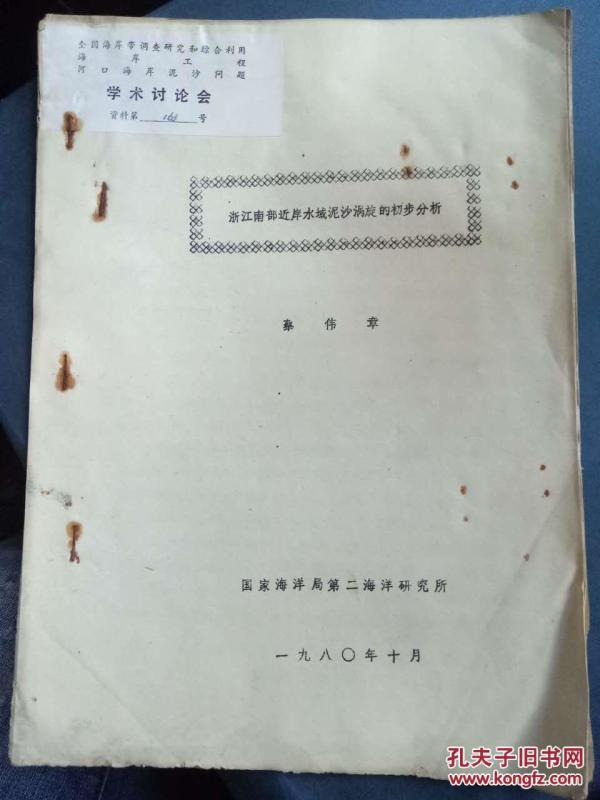 全国海岸带调查研究和综合利用
海岸工程
河口海岸泥沙问题
学术讨论会
资料第 163 号
浙江南部近岸水域泥沙涡旋的初步分析
蔡伟章
国家海洋局第二海洋研究所
一九八〇年十月
孔夫子旧书网
www.kongfz.com